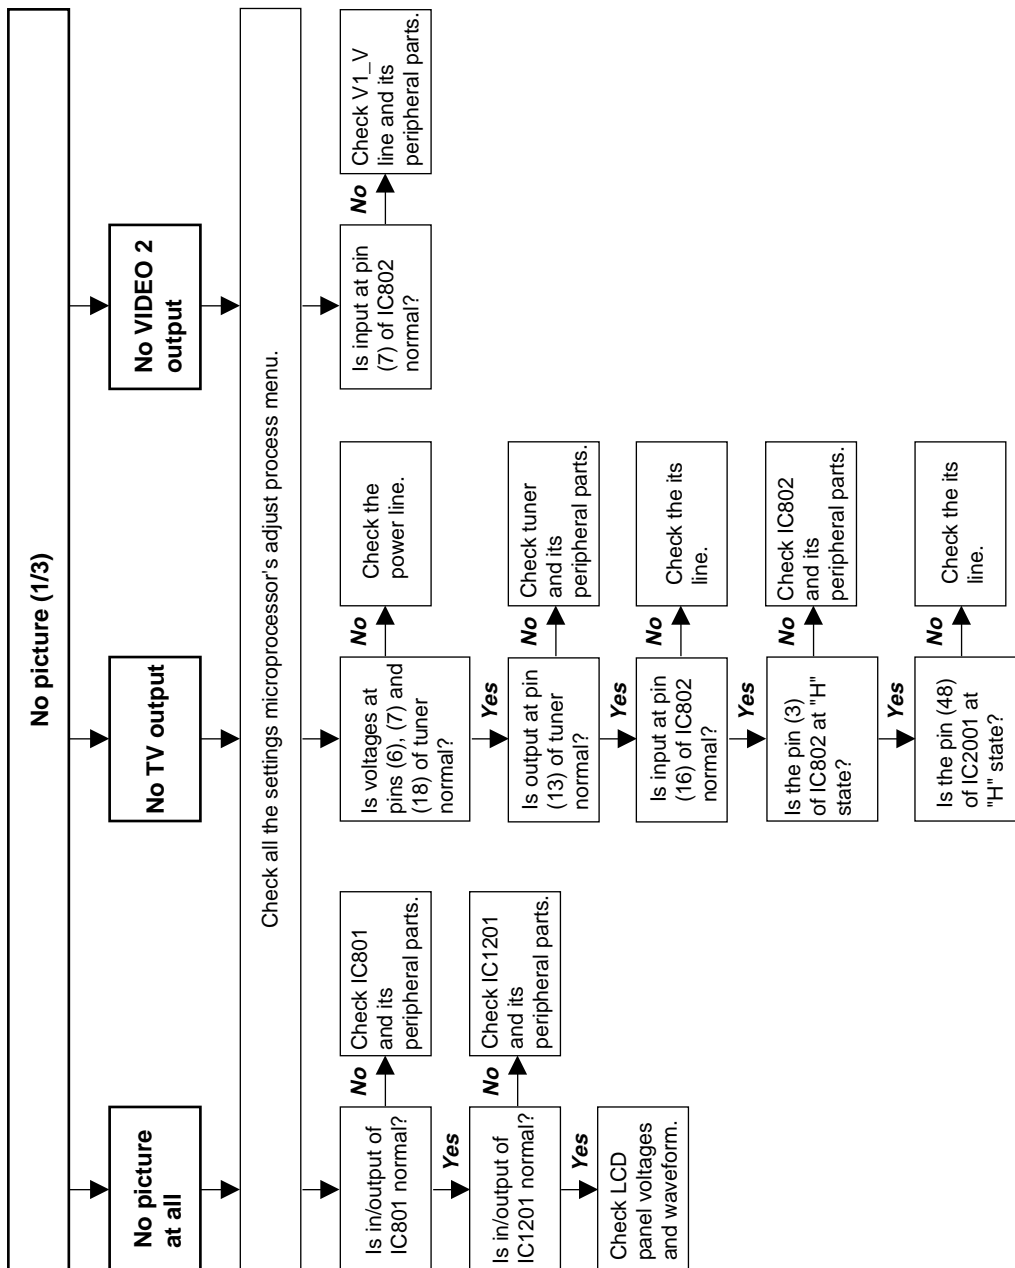 No picture (1/3)
No picture
at all
No TV output
No VIDEO 2
output
Check all the settings microprocessor's adjust process menu.
Is in/output of
IC801 normal?
No
Check IC801
and its
peripheral parts.
Yes
Is in/output of
IC1201 normal?
No
Check IC1201
and its
peripheral parts.
Yes
Check LCD
panel voltages
and waveform.
Is voltages at
pins (6), (7) and
(18) of tuner
normal?
No
Check the
power line.
Yes
Is output at pin
(13) of tuner
normal?
No
Check tuner
and its
peripheral parts.
Yes
Is input at pin
(16) of IC802
normal?
No
Check the its
line.
Yes
Is the pin (3)
of IC802 at "H"
state?
No
Check IC802
and its
peripheral parts.
Yes
Is the pin (48)
of IC2001 at
"H" state?
No
Check the its
line.
Is input at pin
(7) of IC802
normal?
No
Check V1_V
line and its
peripheral parts.